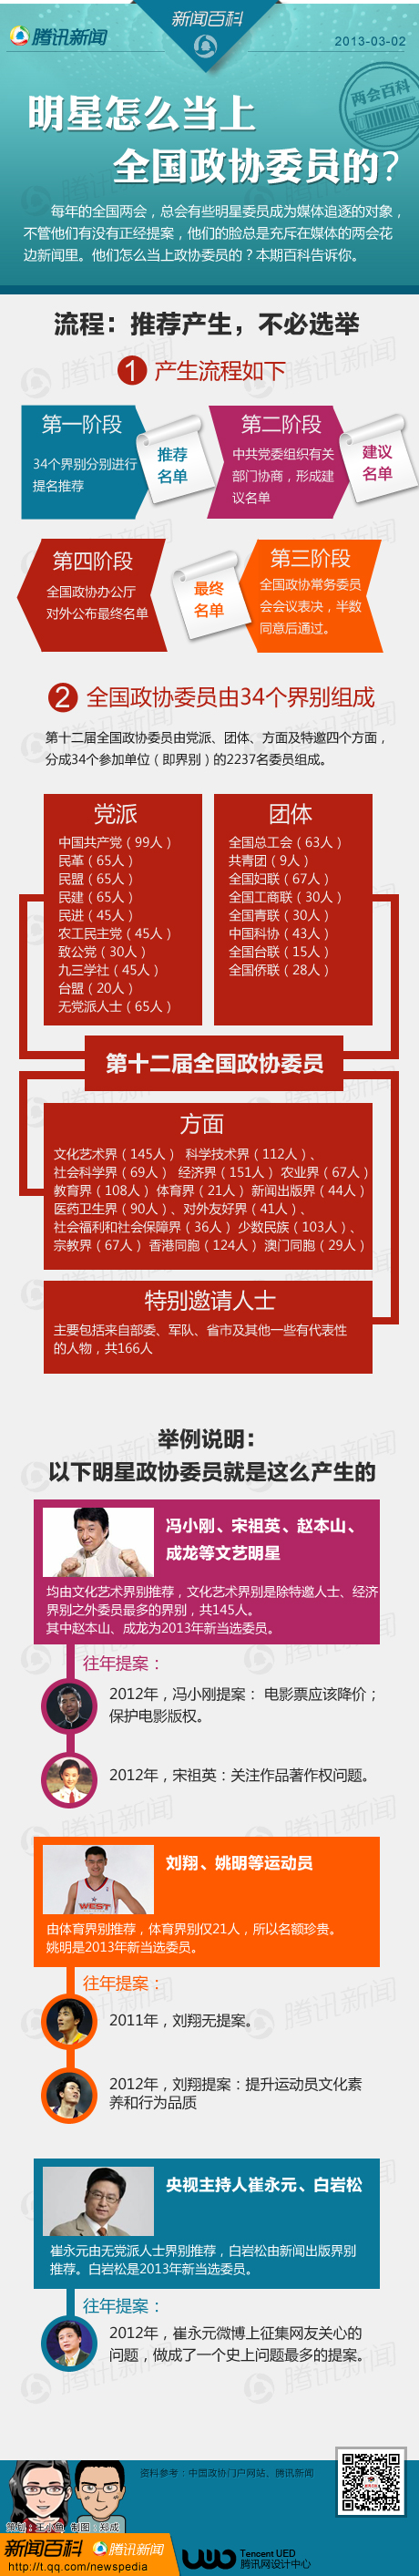 腾讯新闻
新闻百科
2013-03-02
两会百科
明星怎么当上
全国政协委员的？
每年的全国两会，总会有些明星委员成为媒体追逐的对象，
不管他们有没有正经提案，他们的脸总是充斥在媒体的两会花
边新闻里。他们怎么当上政协委员的？本期百科告诉你。
流程：推荐产生，不必选举
1 产生流程如下
第一阶段
34个界别分别进行
提名推荐
推荐
名单
第二阶段
中共党委组织有关
部门协商，形成建
议名单
建议
名单
第三阶段
全国政协常务委员
会会议表决，半数
同意后通过。
最终
名单
第四阶段
全国政协办公厅
对外公布最终名单
2 全国政协委员由34个界别组成
第十二届全国政协委员由党派、团体、方面及特邀四个方面，
分成34个参加单位（即界别）的2237名委员组成。
党派
中国共产党（99人）
民革（65人）
民盟（65人）
民建（65人）
民进（45人）
农工民主党（45人）
致公党（30人）
九三学社（45人）
台盟（20人）
无党派人士（65人）
团体
全国总工会（63人）
共青团（9人）
全国妇联（67人）
全国工商联（30人）
全国青联（30人）
中国科协（43人）
全国台联（15人）
全国侨联（28人）
第十二届全国政协委员
方面
文化艺术界（145人） 科学技术界（112人）、
社会科学界（69人） 经济界（151人）农业界（67人）
教育界（108人）体育界（21人）新闻出版界（44人）
医药卫生界（90人）、对外友好界（41人）、
社会福利和社会保障界（36人）少数民族（103人）、
宗教界（67人）香港同胞（124人）澳门同胞（29人）
特别邀请人士
主要包括来自部委、军队、省市及其他一些有代表性
的人物，共166人
举例说明：
以下明星政协委员就是这么产生的
冯小刚、宋祖英、赵本山、
成龙等文艺明星
均由文化艺术界别推荐，文化艺术界别是除特邀人士、经济
界别之外委员最多的界别，共145人。
其中赵本山、成龙为2013年新当选委员。
往年提案：
2012年，冯小刚提案： 电影票应该降价；
保护电影版权。
2012年，宋祖英：关注作品著作权问题。
刘翔、姚明等运动员
WEST
由体育界别推荐，体育界别仅21人，所以名额珍贵。
姚明是2013年新当选委员。
往年提案：
2011年，刘翔无提案。
2012年，刘翔提案：提升运动员文化素
养和行为品质
央视主持人崔永元、白岩松
崔永元由无党派人士界别推荐，白岩松由新闻出版界别
推荐。白岩松是2013年新当选委员。
往年提案：
2012年，崔永元微博上征集网友关心的
问题，做成了一个史上问题最多的提案。
资料参考：中国政协门户网站、腾讯新闻
策划：王小鱼 制图：郑成
新闻百科 腾讯新闻
http://t.qq.com/newspedia
Tencent UED
腾讯网设计中心